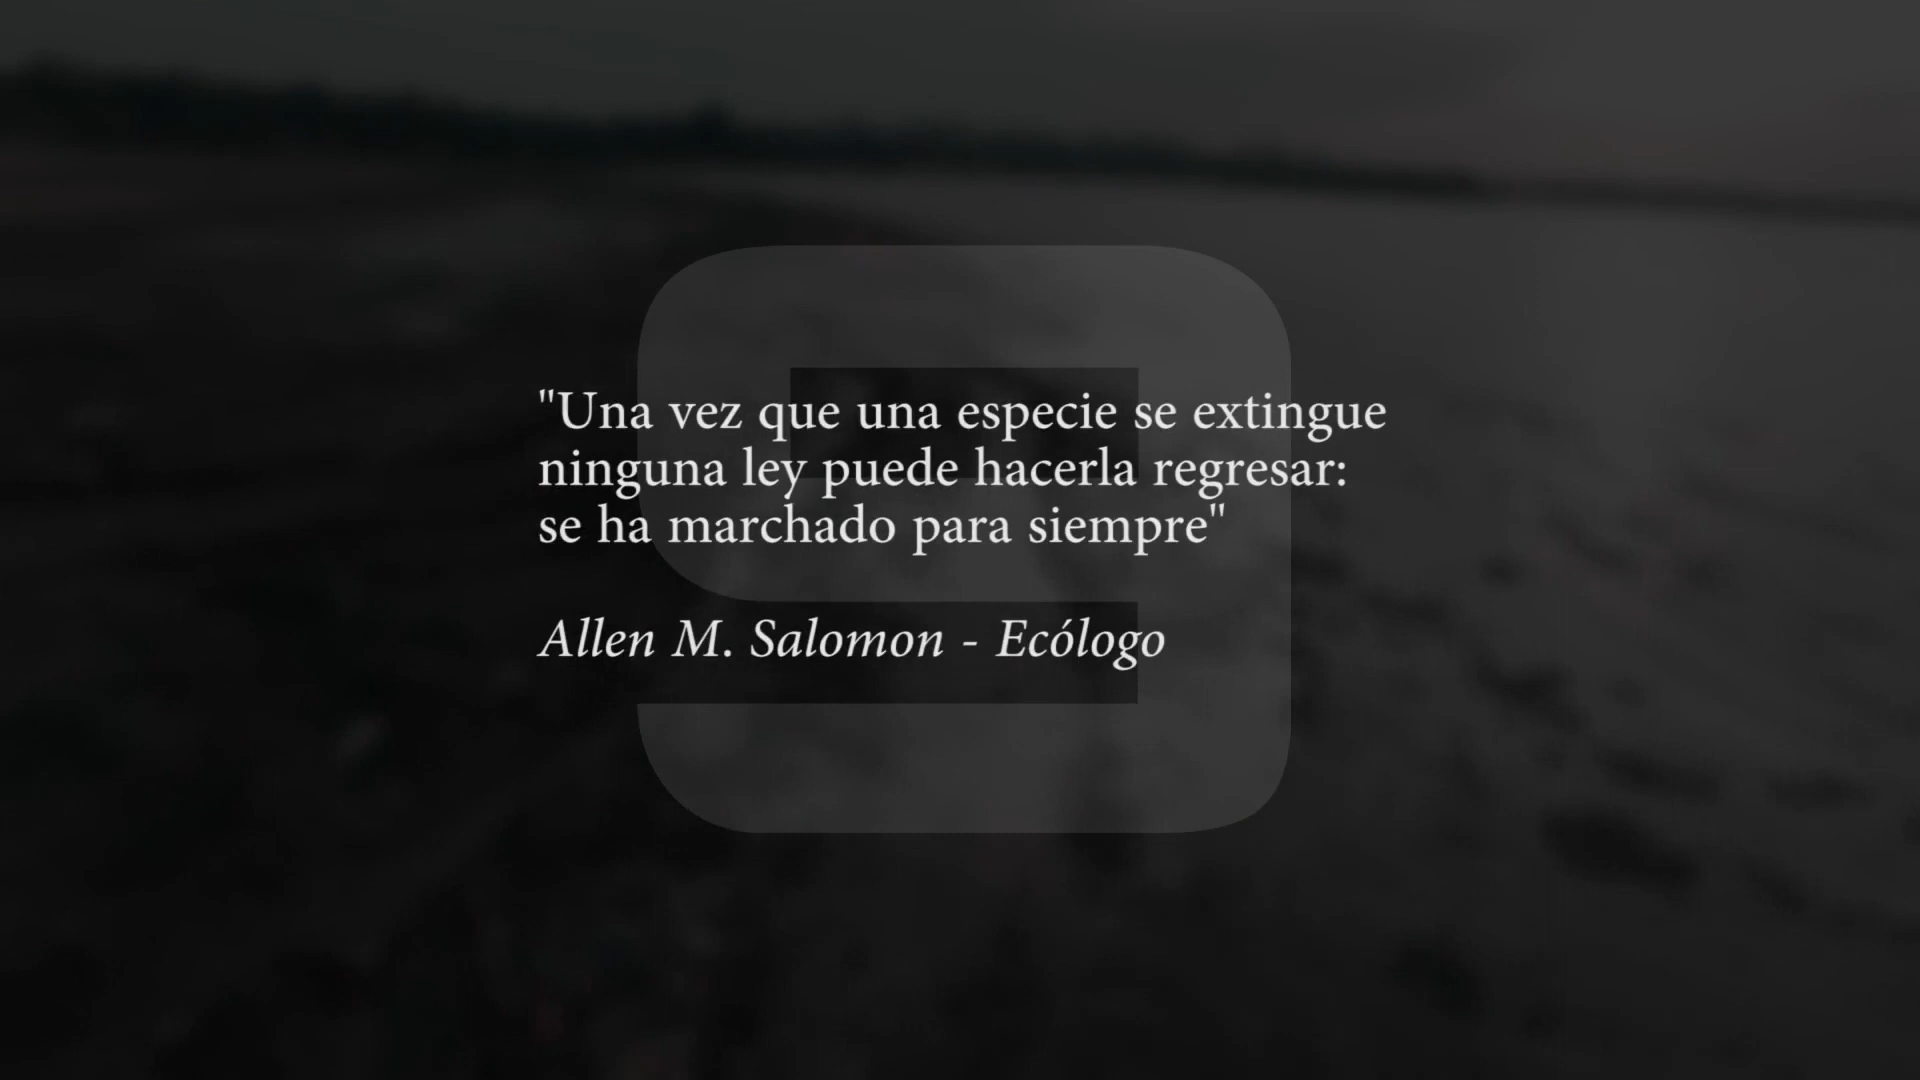 "Una vez que una especie se extingue
ninguna ley puede hacerla regresar:
se ha marchado para siempre"
Allen M. Salomon - Ecólogo